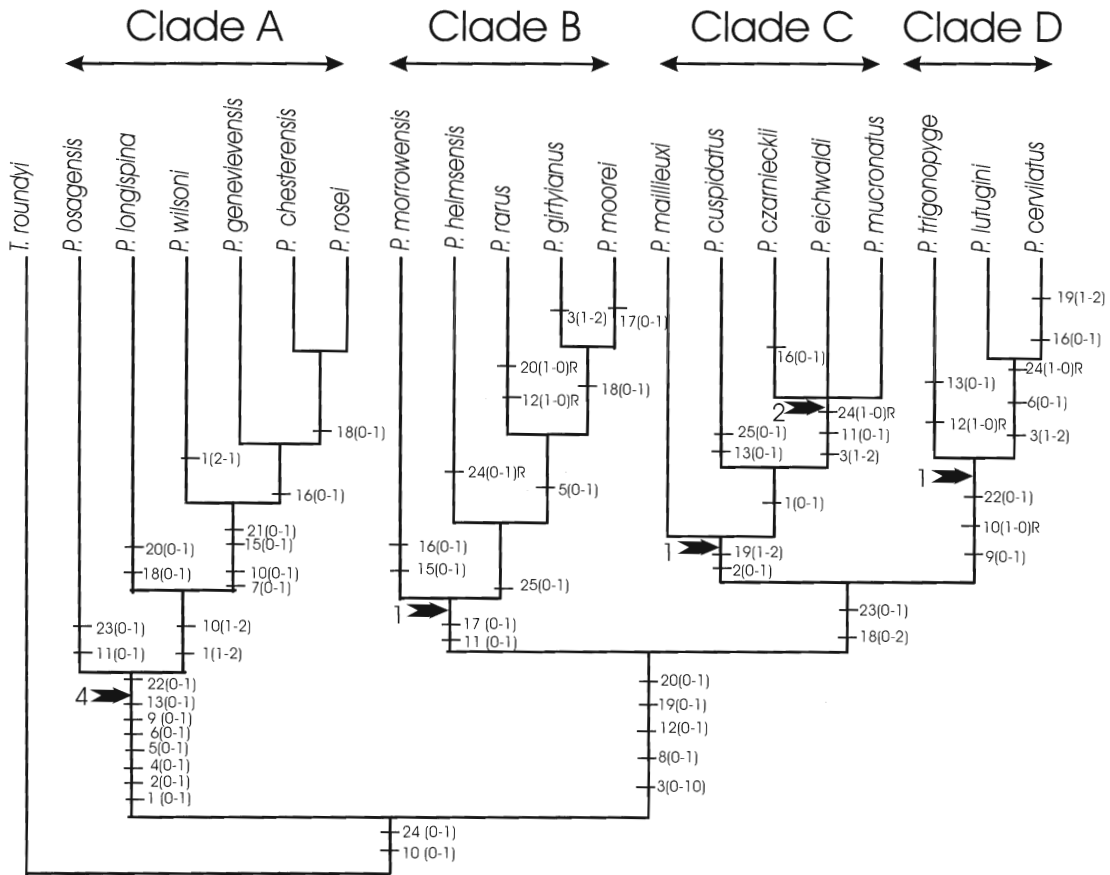 Clade A
Clade B
Clade C
Clade D
T. roundyi
P. osagensis
P. longispina
P. wilsoni
P. genevievensis
P. chesterensis
P. rosei
P. morrowensis
P. helmsensis
P. rarus
P. girtyianus
P. moorei
P. maillieuxi
P. cuspidatus
P. czarnieckii
P. eichwaldi
P. mucronatus
P. trigonopyge
P. lutugini
P. cervilatus
18(0-1)
1(2-1)
16(0-1)
21(0-1)
15(0-1)
10(0-1)
7(0-1)
20(0-1)
18(0-1)
23(0-1)
11(0-1)
10(1-2)
1(1-2)
4
22(0-1)
13(0-1)
9 (0-1)
6(0-1)
5(0-1)
4(0-1)
2(0-1)
1 (0-1)
3(1-2)
17(0-1)
20(1-0)R
12(1-0)R
18(0-1)
24(0-1)R
5(0-1)
16(0-1)
15(0-1)
25(0-1)
1
17 (0-1)
11 (0-1)
16(0-1)
2
24(1-0)R
11(0-1)
3(1-2)
25(0-1)
13(0-1)
1(0-1)
1
19(1-2)
2(0-1)
19(1-2)
16(0-1)
24(1-0)R
6(0-1)
3(1-2)
13(0-1)
12(1-0)R
1
22(0-1)
10(1-0)R
9(0-1)
23(0-1)
18(0-2)
20(0-1)
19(0-1)
12(0-1)
8(0-1)
3(0-10)
24 (0-1)
10 (0-1)